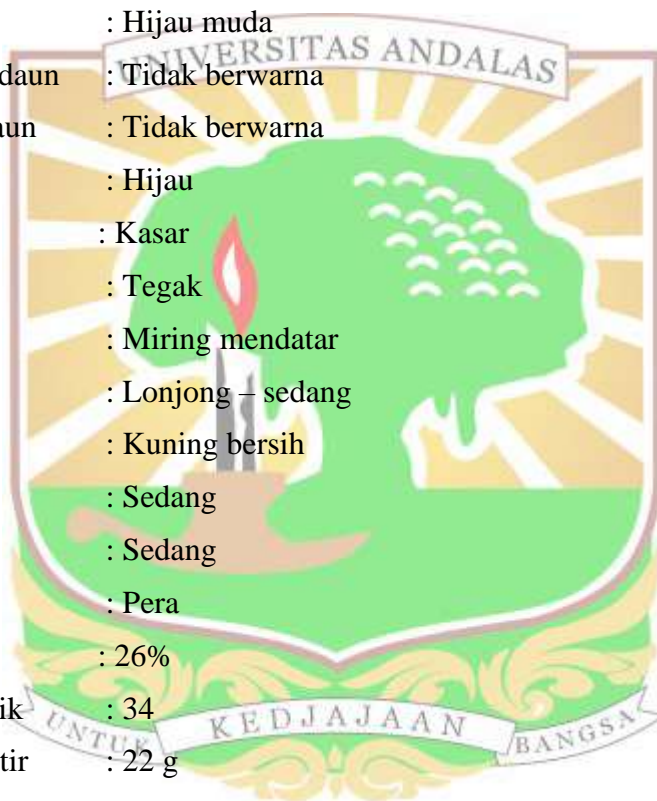 : Hijau muda
UNIVERSITAS ANDALAS
daun : Tidak berwarna
aun : Tidak berwarna
: Hijau
: Kasar
: Tegak
: Miring mendatar
: Lonjong – sedang
: Kuning bersih
: Sedang
: Sedang
: Pera
: 26%
ik : 34
UNTUK KEDJAJAAN BANGSA
tir : 22 g